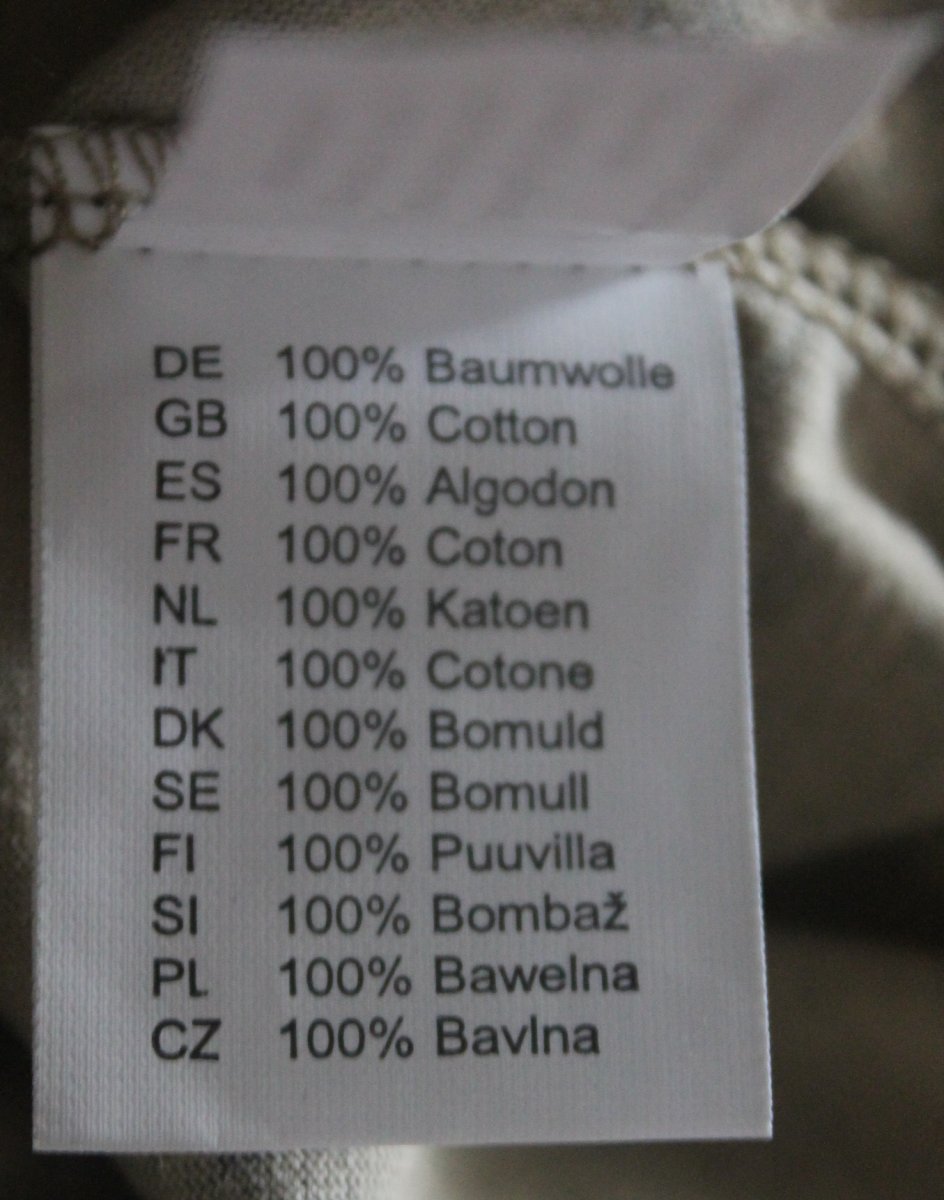 DE 100% Baumwolle
GB 100% Cotton
ES 100% Algodon
FR 100% Coton
NL 100% Katoen
IT 100% Cotone
DK 100% Bomuld
SE 100% Bomull
FI 100% Puuvilla
SI 100% Bombaž
PL 100% Bawelna
CZ 100% Bavlna